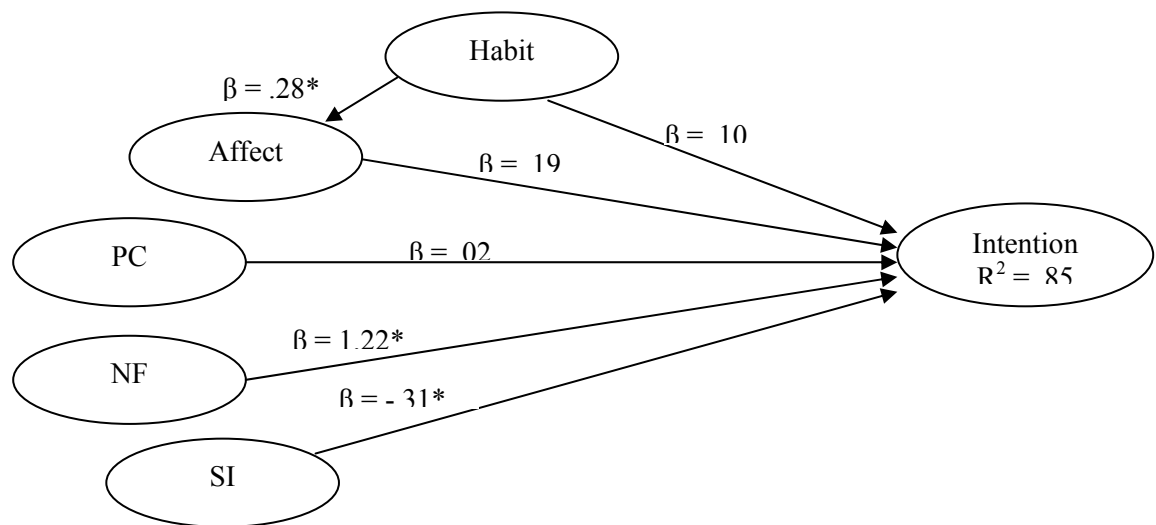 Habit
β = .28*
Affect
β = .10
β = .19
PC
β = .02
Intention
R² = .85
NF
β = 1.22*
β = -.31*
SI